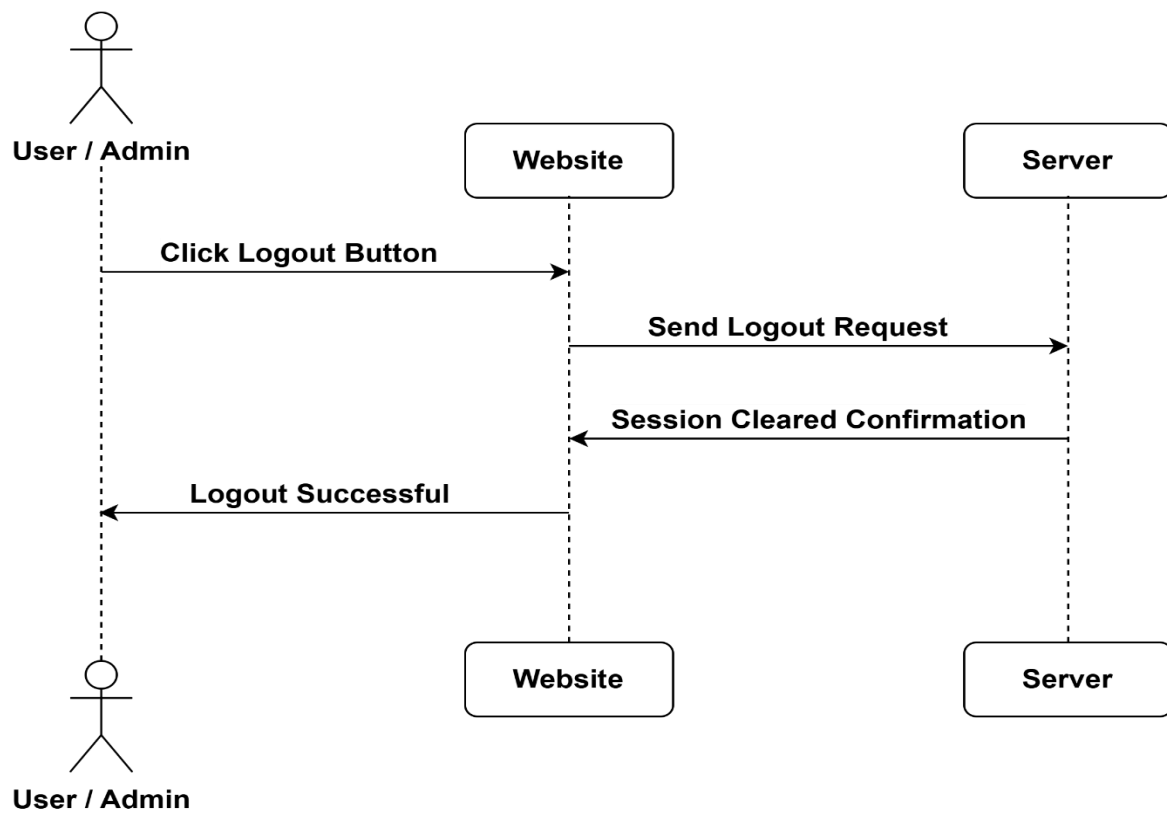 User / Admin
Website
Server
Click Logout Button
Send Logout Request
Session Cleared Confirmation
Logout Successful
Website
Server
User / Admin